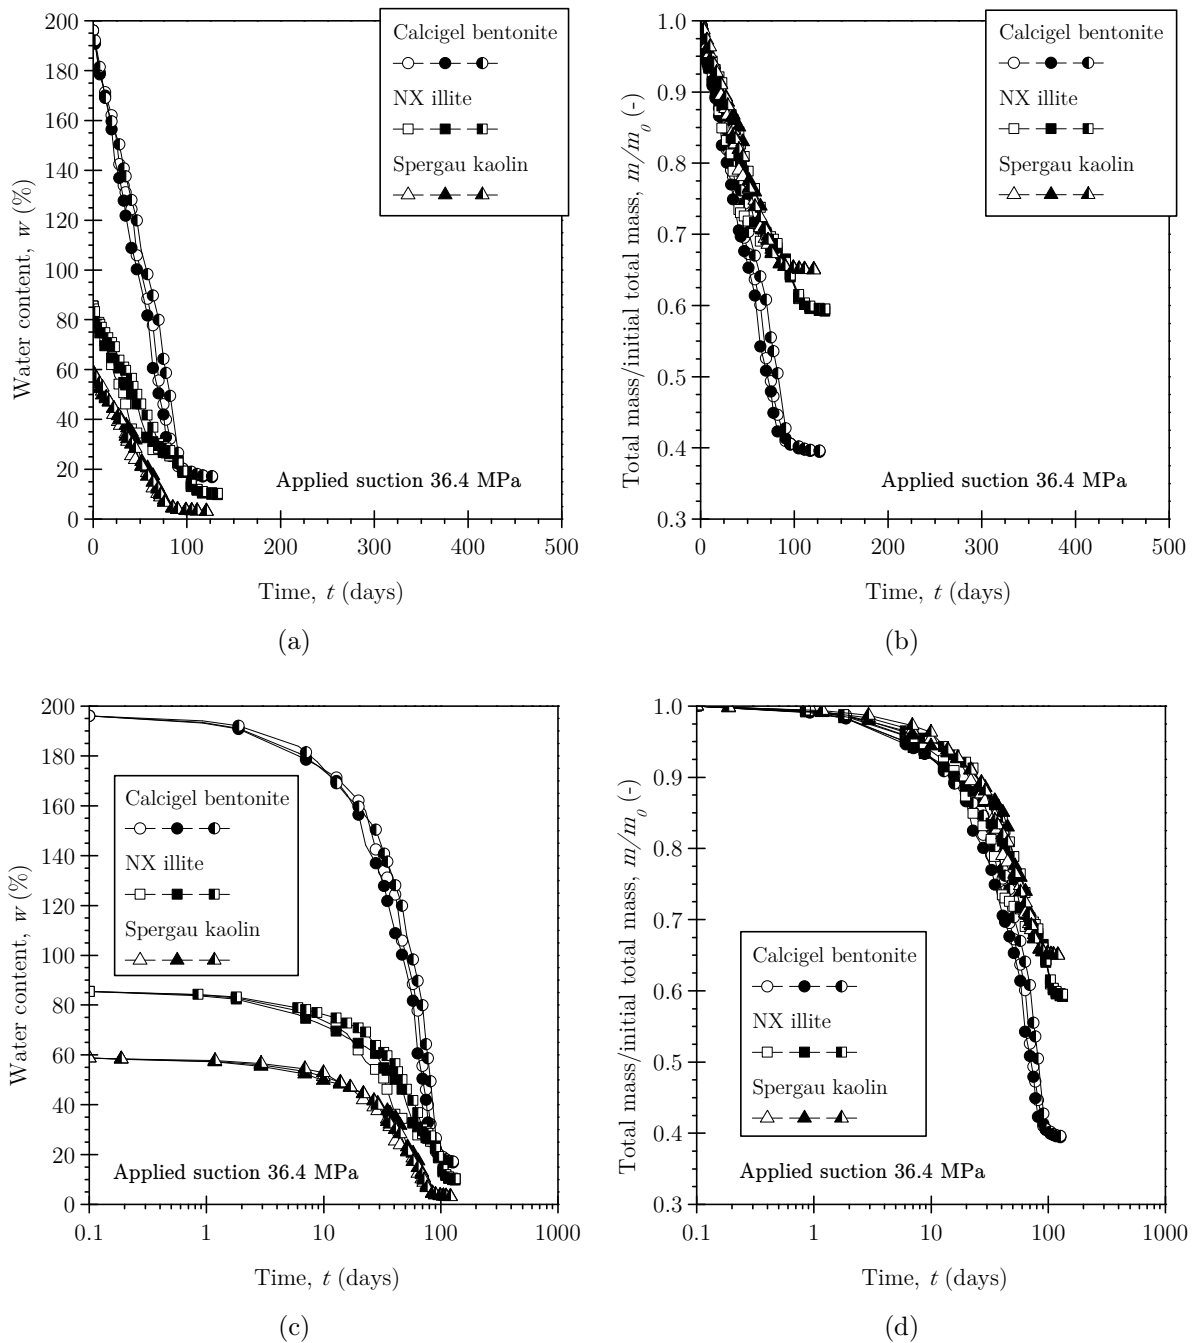 200
180
160
140
120
100
80
60
40
20
0
Water content, w (%)
0 100 200 300 400 500
Time, t (days)
Calcigel bentonite
NX illite
Spergau kaolin
Applied suction 36.4 MPa
(a)
1.0
0.9
0.8
0.7
0.6
0.5
0.4
0.3
Total mass/initial total mass, m/m0 (-)
0 100 200 300 400 500
Time, t (days)
Calcigel bentonite
NX illite
Spergau kaolin
Applied suction 36.4 MPa
(b)
200
180
160
140
120
100
80
60
40
20
0
Water content, w (%)
0.1 1 10 100 1000
Time, t (days)
Calcigel bentonite
NX illite
Spergau kaolin
Applied suction 36.4 MPa
(c)
1.0
0.9
0.8
0.7
0.6
0.5
0.4
0.3
Total mass/initial total mass, m/m0 (-)
0.1 1 10 100 1000
Time, t (days)
Calcigel bentonite
NX illite
Spergau kaolin
Applied suction 36.4 MPa
(d)